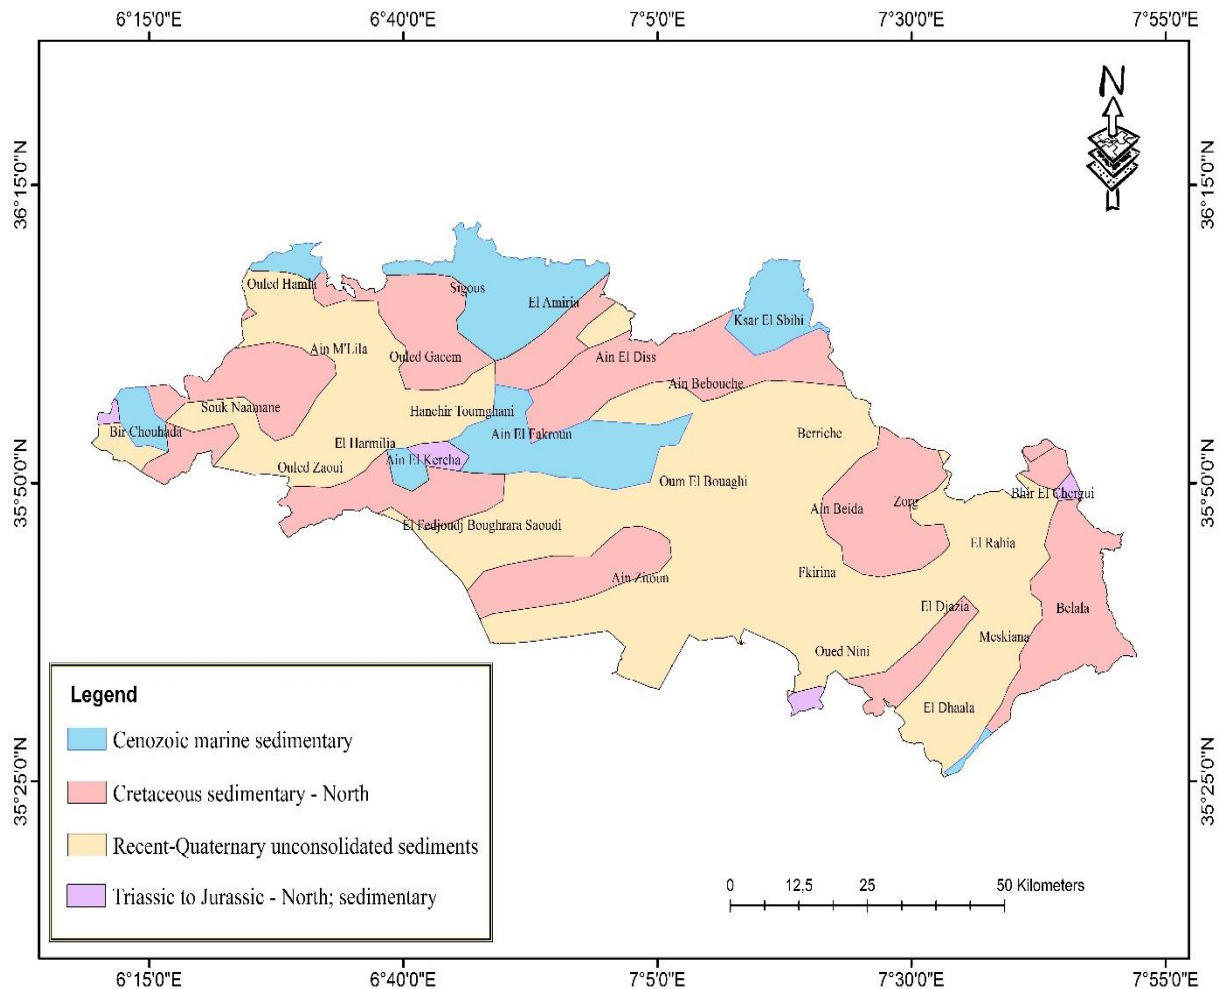 6°15'0"E 6°40'0"E 7°5'0"E 7°30'0"E 7°55'0"E
N
36°15'0"N 36°15'0"N
Ouled Hamla
Sigous
El Amiria
Ksar El Sbihi
Ain M'Lila
Ouled Gacem
Ain El Diss
Ain Bebouche
Souk Naamane
Hanchir Toumghani
Bir Chouhada
El Harmilia
Ain El Fakroun
Berriche
Ain El Kercha
Ouled Zaoui
Oum El Bouaghi
35°50'0"N 35°50'0"N
Bhir El Chergui
Zorg
Ain Beida
El Fedjoudj Boughrara Saoudi
El Rahia
Ain Zitoun
Fkirina
El Djazia
Belala
Meskiana
Oued Nini
El Dhaala
Legend
Cenozoic marine sedimentary
Cretaceous sedimentary - North
Recent-Quaternary unconsolidated sediments
Triassic to Jurassic - North; sedimentary
35°25'0"N 35°25'0"N
0 12,5 25 50 Kilometers
6°15'0"E 6°40'0"E 7°5'0"E 7°30'0"E 7°55'0"E